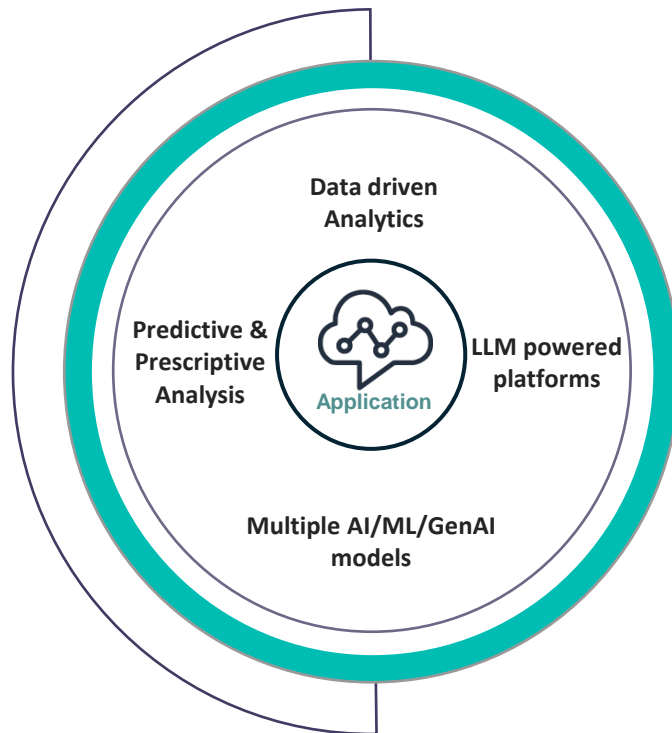 Data driven
Analytics
Predictive &
Prescriptive
Analysis
Application
LLM powered
platforms
Multiple AI/ML/GenAI
models